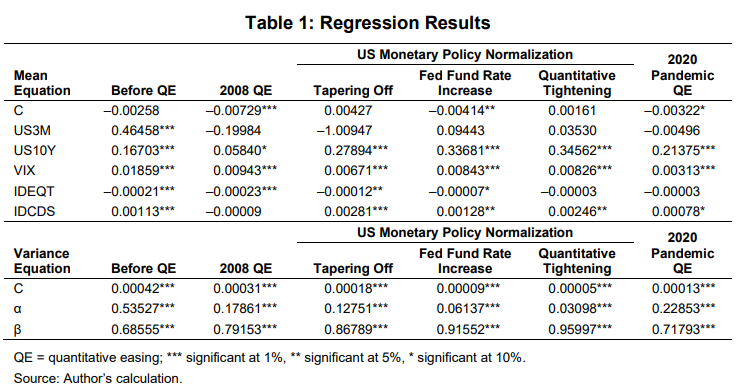 Table 1: Regression Results
US Monetary Policy Normalization
Mean Equation Before QE 2008 QE Tapering Off Fed Fund Rate Increase Quantitative Tightening 2020 Pandemic QE
C –0.00258 –0.00729*** 0.00427 –0.00414** 0.00161 –0.00322*
US3M 0.46458*** –0.19984 –1.00947 0.09443 0.03530 –0.00496
US10Y 0.16703*** 0.05840* 0.27894*** 0.33681*** 0.34562*** 0.21375***
VIX 0.01859*** 0.00943*** 0.00671*** 0.00843*** 0.00826*** 0.00313***
IDEQT –0.00021*** –0.00023*** –0.00012** –0.00007* –0.00003 –0.00003
IDCDS 0.00113*** –0.00009 0.00281*** 0.00128** 0.00246** 0.00078*
US Monetary Policy Normalization
Variance Equation Before QE 2008 QE Tapering Off Fed Fund Rate Increase Quantitative Tightening 2020 Pandemic QE
C 0.00042*** 0.00031*** 0.00018*** 0.00009*** 0.00005*** 0.00013***
α 0.53527*** 0.17861*** 0.12751*** 0.06137*** 0.03098*** 0.22853***
β 0.68555*** 0.79153*** 0.86789*** 0.91552*** 0.95997*** 0.71793***
QE = quantitative easing; *** significant at 1%, ** significant at 5%, * significant at 10%.
Source: Author's calculation.